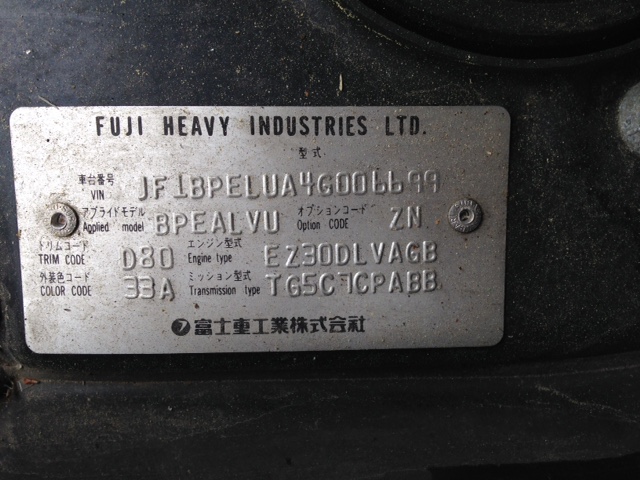 FUJI HEAVY INDUSTRIES LTD.
型式
車台番号 VIN JF1BPELUA4G006699
アプライドモデル Applied model BPEALVU オプションコード Option CODE ZN
トリムコード TRIM CODE D80 エンジン型式 Engine type EZ30DLVAGB
外装色コード COLOR CODE 33A ミッション型式 Transmission type TG5C7CPABB
富士重工業株式会社